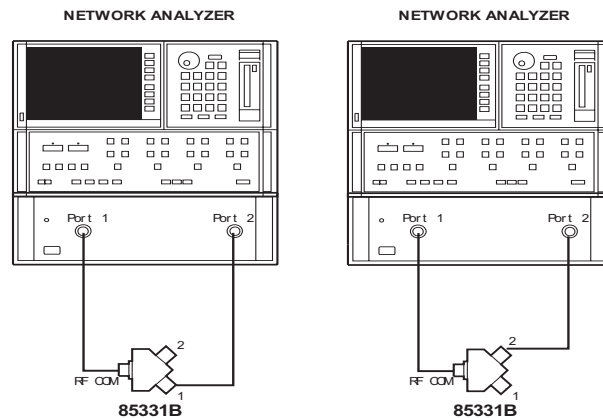 NETWORK ANALYZER
Port 1
Port 2
2
RF COM
1
85331B
NETWORK ANALYZER
Port 1
Port 2
2
RF COM
1
85331B